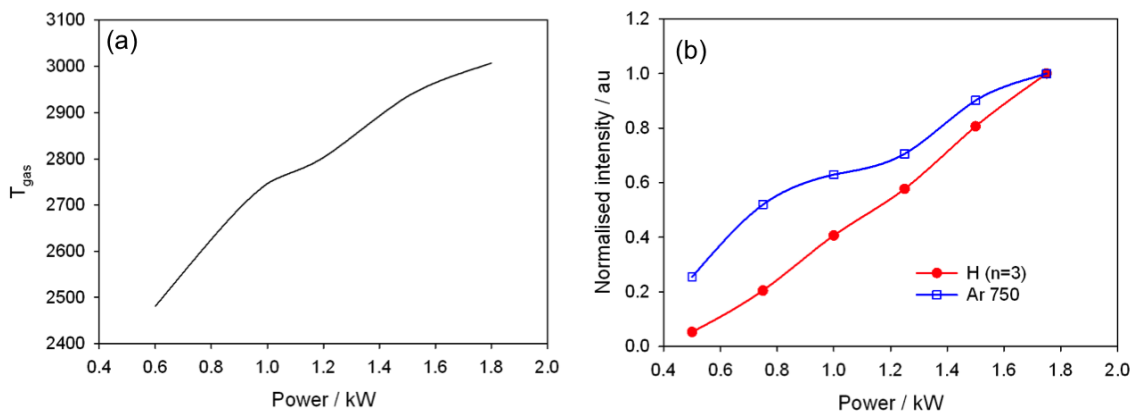 (a)
3100
3000
2900
2800
2700
2600
2500
2400
T_gas
0.4 0.6 0.8 1.0 1.2 1.4 1.6 1.8 2.0
Power / kW
(b)
1.0
0.8
0.6
0.4
0.2
0.0
Normalised intensity / au
H (n=3)
Ar 750
0.4 0.6 0.8 1.0 1.2 1.4 1.6 1.8 2.0
Power / kW